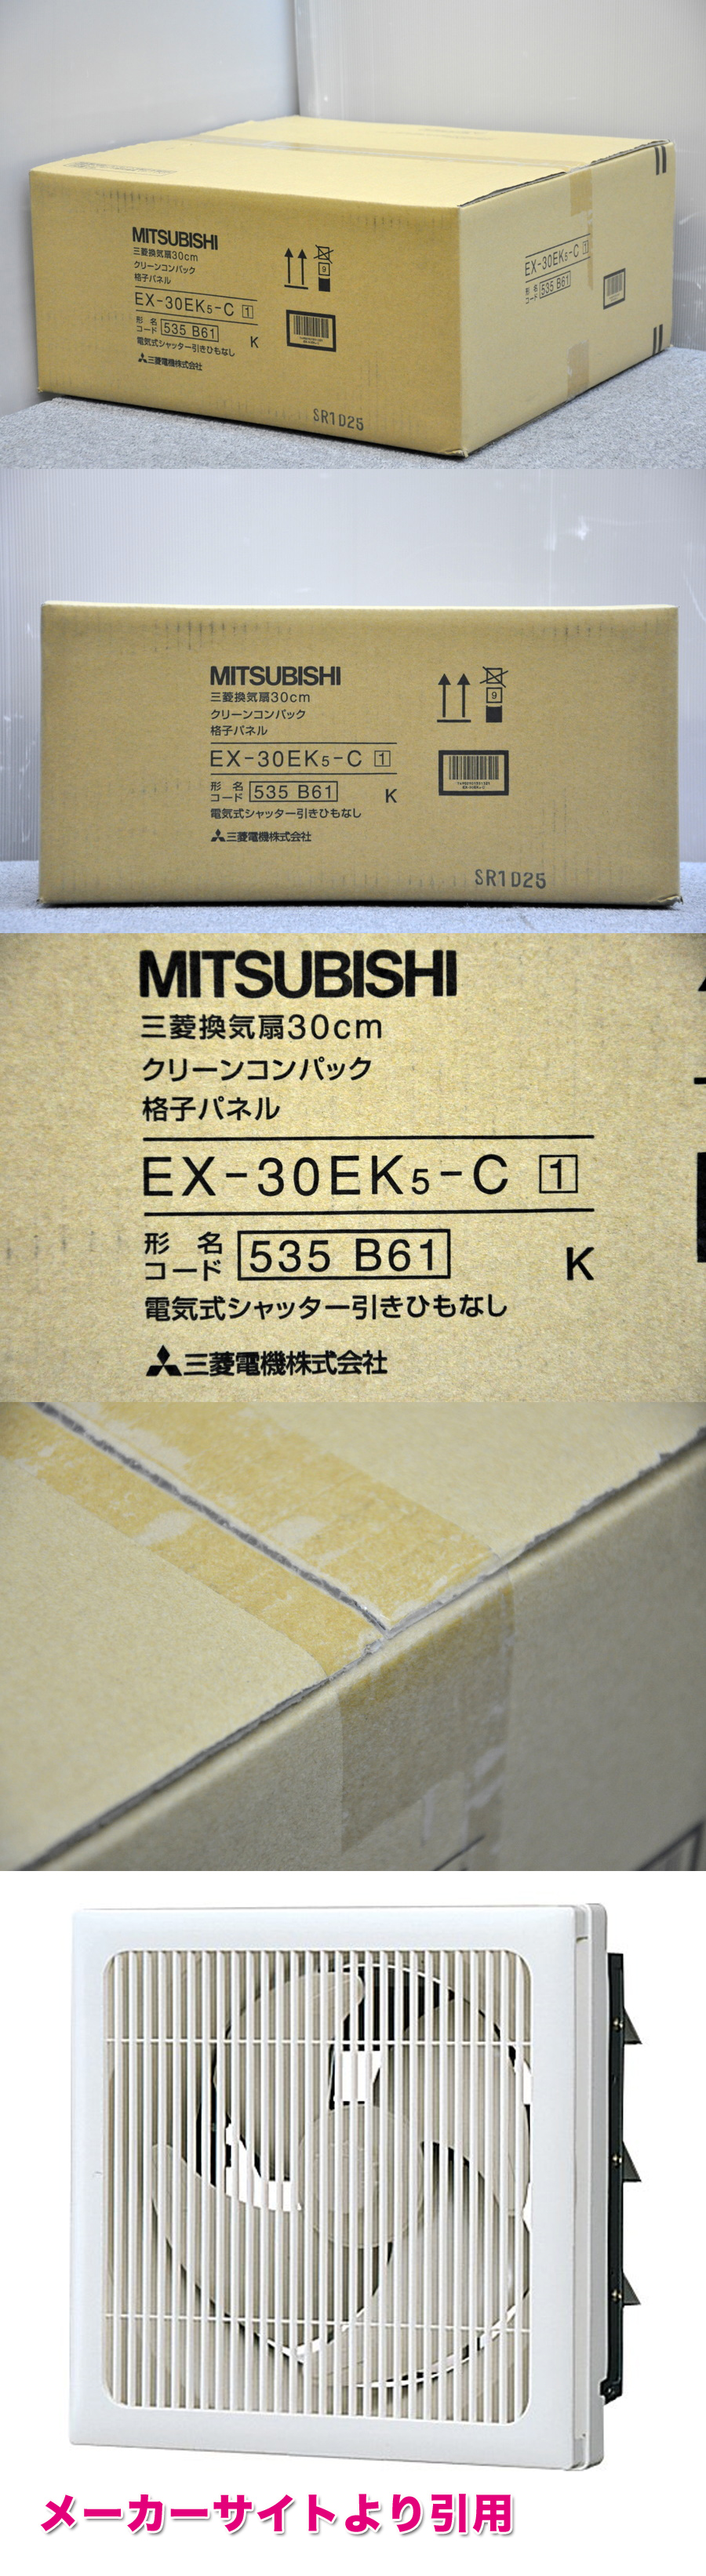 MITSUBISHI
三菱換気扇30cm
クリーンコンパック
格子パネル
EX-30EK5-C 1
形名コード 535 B61
K
電気式シャッター引きひもなし
三菱電機株式会社
9
SR1D25
EX-30EK5-C 1
形名コード 535 B61
MITSUBISHI
三菱換気扇30cm
クリーンコンパック
格子パネル
EX-30EK5-C 1
形名コード 535 B61
K
電気式シャッター引きひもなし
三菱電機株式会社
9
SR1D25
MITSUBISHI
三菱換気扇30cm
クリーンコンパック
格子パネル
EX-30EK5-C 1
形名コード 535 B61
K
電気式シャッター引きひもなし
三菱電機株式会社
メーカーサイトより引用